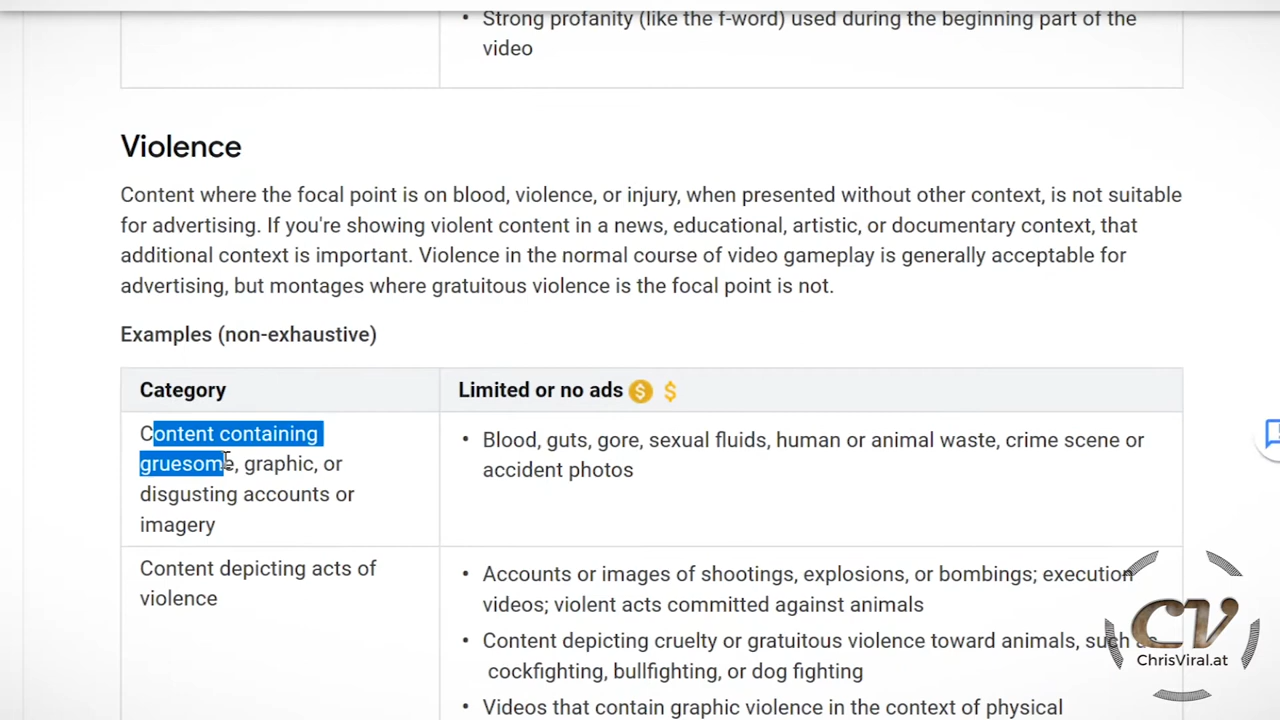 Strong profanity (like the f-word) used during the beginning part of the
video
Violence
Content where the focal point is on blood, violence, or injury, when presented without other context, is not suitable
for advertising. If you're showing violent content in a news, educational, artistic, or documentary context, that
additional context is important. Violence in the normal course of video gameplay is generally acceptable for
advertising, but montages where gratuitous violence is the focal point is not.
Examples (non-exhaustive)
Category
Limited or no ads
Content containing
gruesome, graphic, or
disgusting accounts or
imagery
• Blood, guts, gore, sexual fluids, human or animal waste, crime scene or
accident photos
Content depicting acts of
violence
• Accounts or images of shootings, explosions, or bombings; execution
videos; violent acts committed against animals
• Content depicting cruelty or gratuitous violence toward animals, such as
cockfighting, bullfighting, or dog fighting
• Videos that contain graphic violence in the context of physical
CV
ChrisViral.at